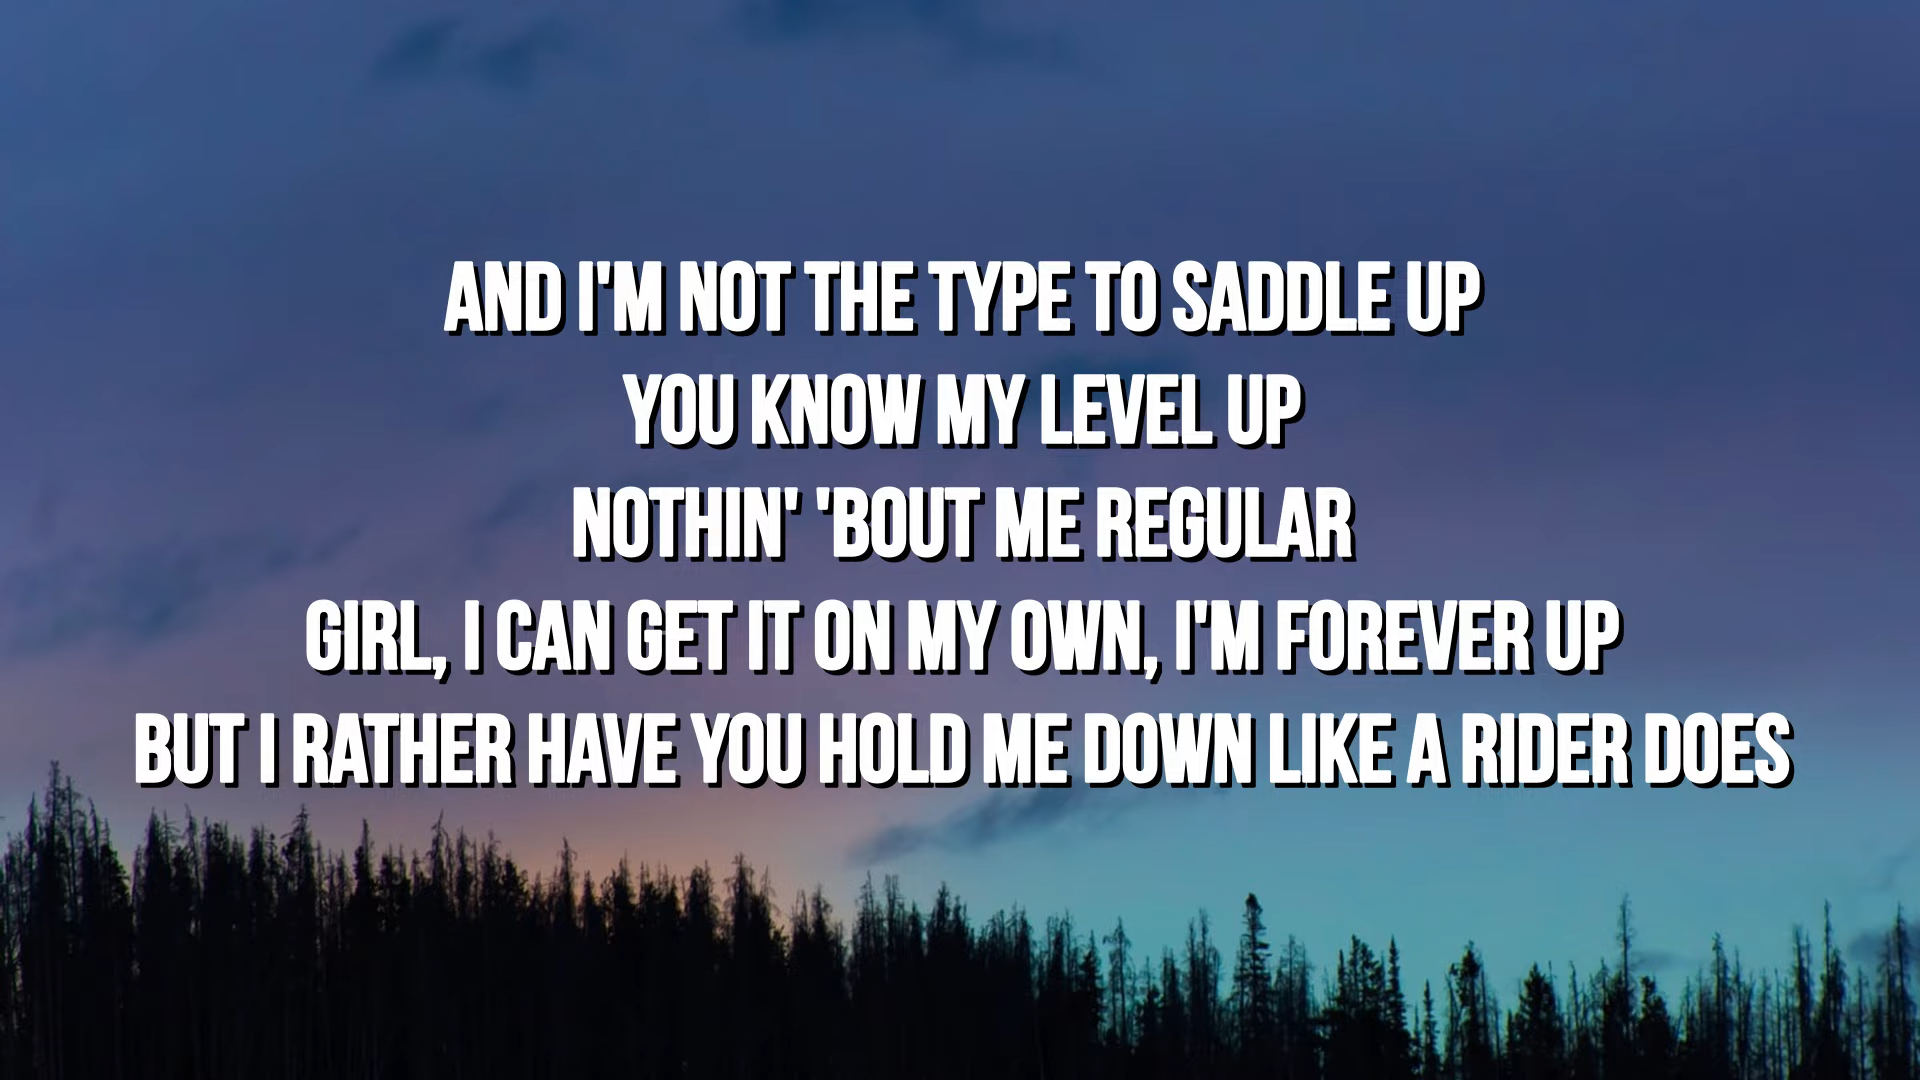 AND I'M NOT THE TYPE TO SADDLE UP
YOU KNOW MY LEVEL UP
NOTHIN' 'BOUT ME REGULAR
GIRL, I CAN GET IT ON MY OWN, I'M FOREVER UP
BUT I RATHER HAVE YOU HOLD ME DOWN LIKE A RIDER DOES